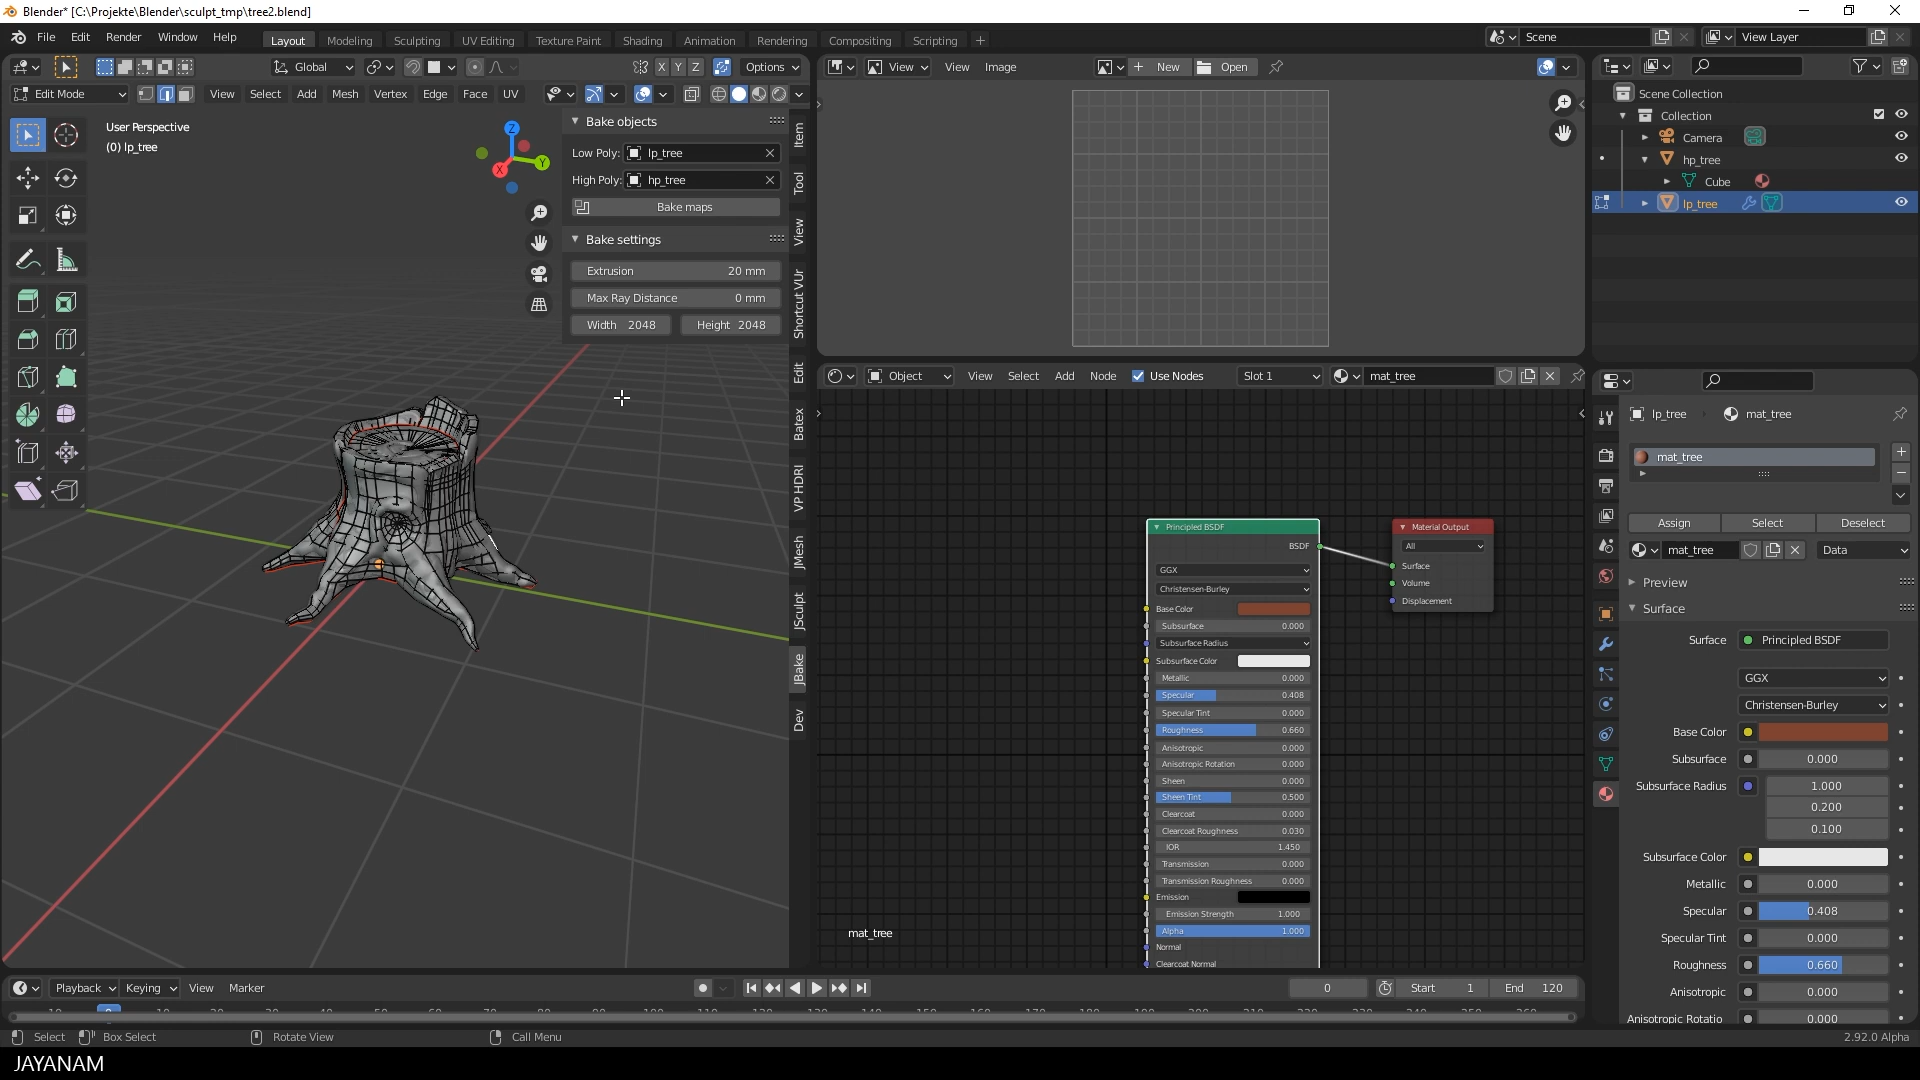 Blender* [C:\Projekte\Blender\sculpt_tmp\tree2.blend]
File Edit Render Window Help
Layout Modeling Sculpting UV Editing Texture Paint Shading Animation Rendering Compositing Scripting +
Scene
View Layer
Global
X Y Z
Options
Edit Mode
View Select Add Mesh Vertex Edge Face UV
User Perspective
(0) lp_tree
Z
Y
X
Bake objects
Low Poly: lp_tree
High Poly: hp_tree
Bake maps
Bake settings
Extrusion 20 mm
Max Ray Distance 0 mm
Width 2048 Height 2048
Item
Tool
View
Shortcut VUr
Edit
Batex
VP HDRI
JMesh
JSculpt
JBake
Dev
View View Image
New Open
Object View Select Add Node Use Nodes Slot 1 mat_tree
Principled BSDF
BSDF
GGX
Christensen-Burley
Base Color
Subsurface 0.000
Subsurface Radius
Subsurface Color
Metallic 0.000
Specular 0.408
Specular Tint 0.000
Roughness 0.660
Anisotropic 0.000
Anisotropic Rotation 0.000
Sheen 0.000
Sheen Tint 0.500
Clearcoat 0.000
Clearcoat Roughness 0.030
IOR 1.450
Transmission 0.000
Transmission Roughness 0.000
Emission
Emission Strength 1.000
Alpha 1.000
Normal
Clearcoat Normal
Material Output
All
Surface
Volume
Displacement
mat_tree
Scene Collection
Collection
Camera
hp_tree
Cube
lp_tree
lp_tree mat_tree
mat_tree
Assign Select Deselect
mat_tree Data
Preview
Surface
Surface Principled BSDF
GGX
Christensen-Burley
Base Color
Subsurface 0.000
Subsurface Radius 1.000
0.200
0.100
Subsurface Color
Metallic 0.000
Specular 0.408
Specular Tint 0.000
Roughness 0.660
Anisotropic 0.000
Anisotropic Rotatio 0.000
Playback Keying View Marker
0
Start 1
End 120
Select Box Select Rotate View Call Menu
2.92.0 Alpha
JAYANAM